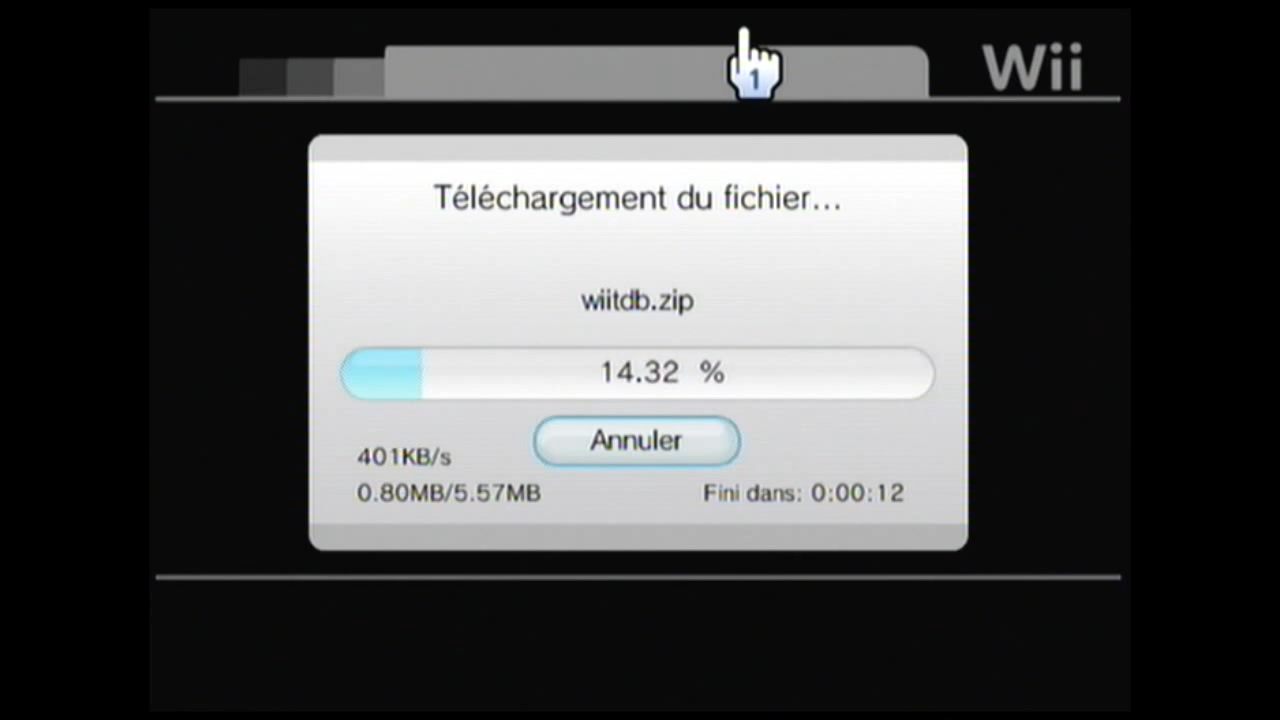 Wii
1
Téléchargement du fichier...
wiitdb.zip
14.32 %
Annuler
401KB/s
0.80MB/5.57MB
Fini dans: 0:00:12